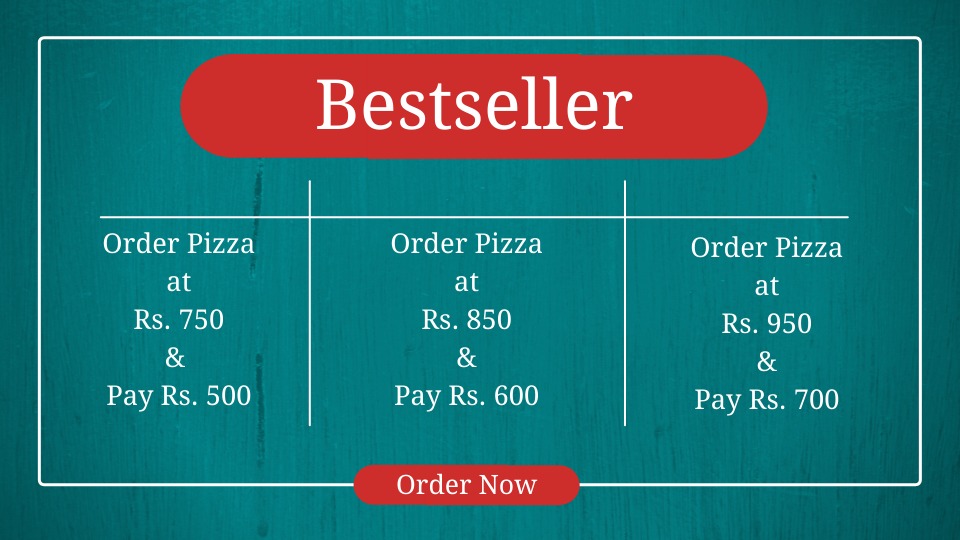 Bestseller
Order Pizza
at
Rs. 750
&
Pay Rs. 500
Order Pizza
at
Rs. 850
&
Pay Rs. 600
Order Pizza
at
Rs. 950
&
Pay Rs. 700
Order Now